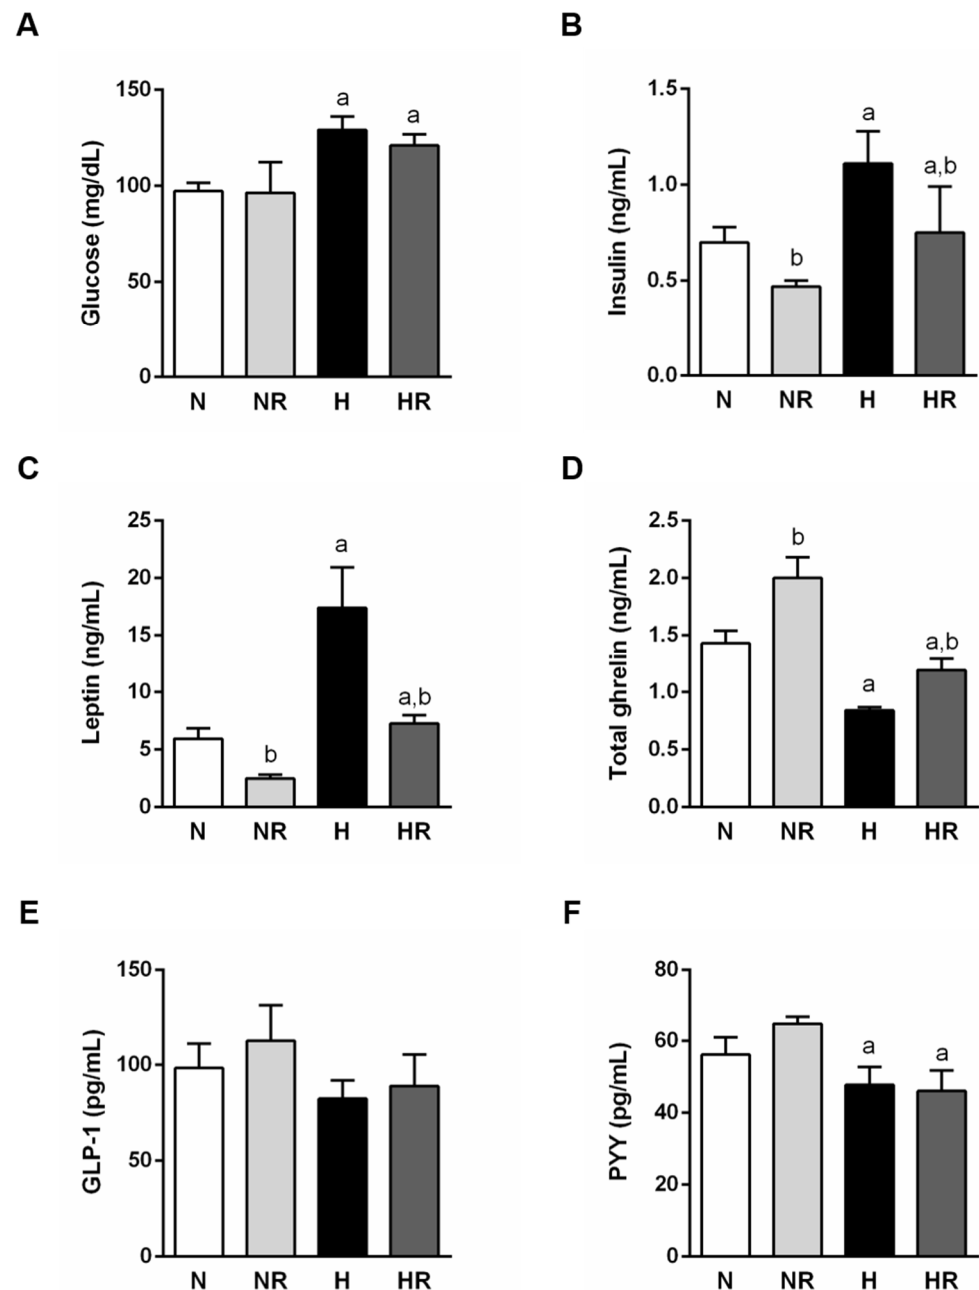 A
Glucose (mg/dL)
150
100
50
0
a
a
N NR H HR
B
Insulin (ng/mL)
1.5
1.0
0.5
0.0
b
a
a,b
N NR H HR
C
Leptin (ng/mL)
25
20
15
10
5
0
b
a
a,b
N NR H HR
D
Total ghrelin (ng/mL)
2.5
2.0
1.5
1.0
0.5
0.0
b
a
a,b
N NR H HR
E
GLP-1 (pg/mL)
150
100
50
0
N NR H HR
F
PYY (pg/mL)
80
60
40
20
0
a
a
N NR H HR